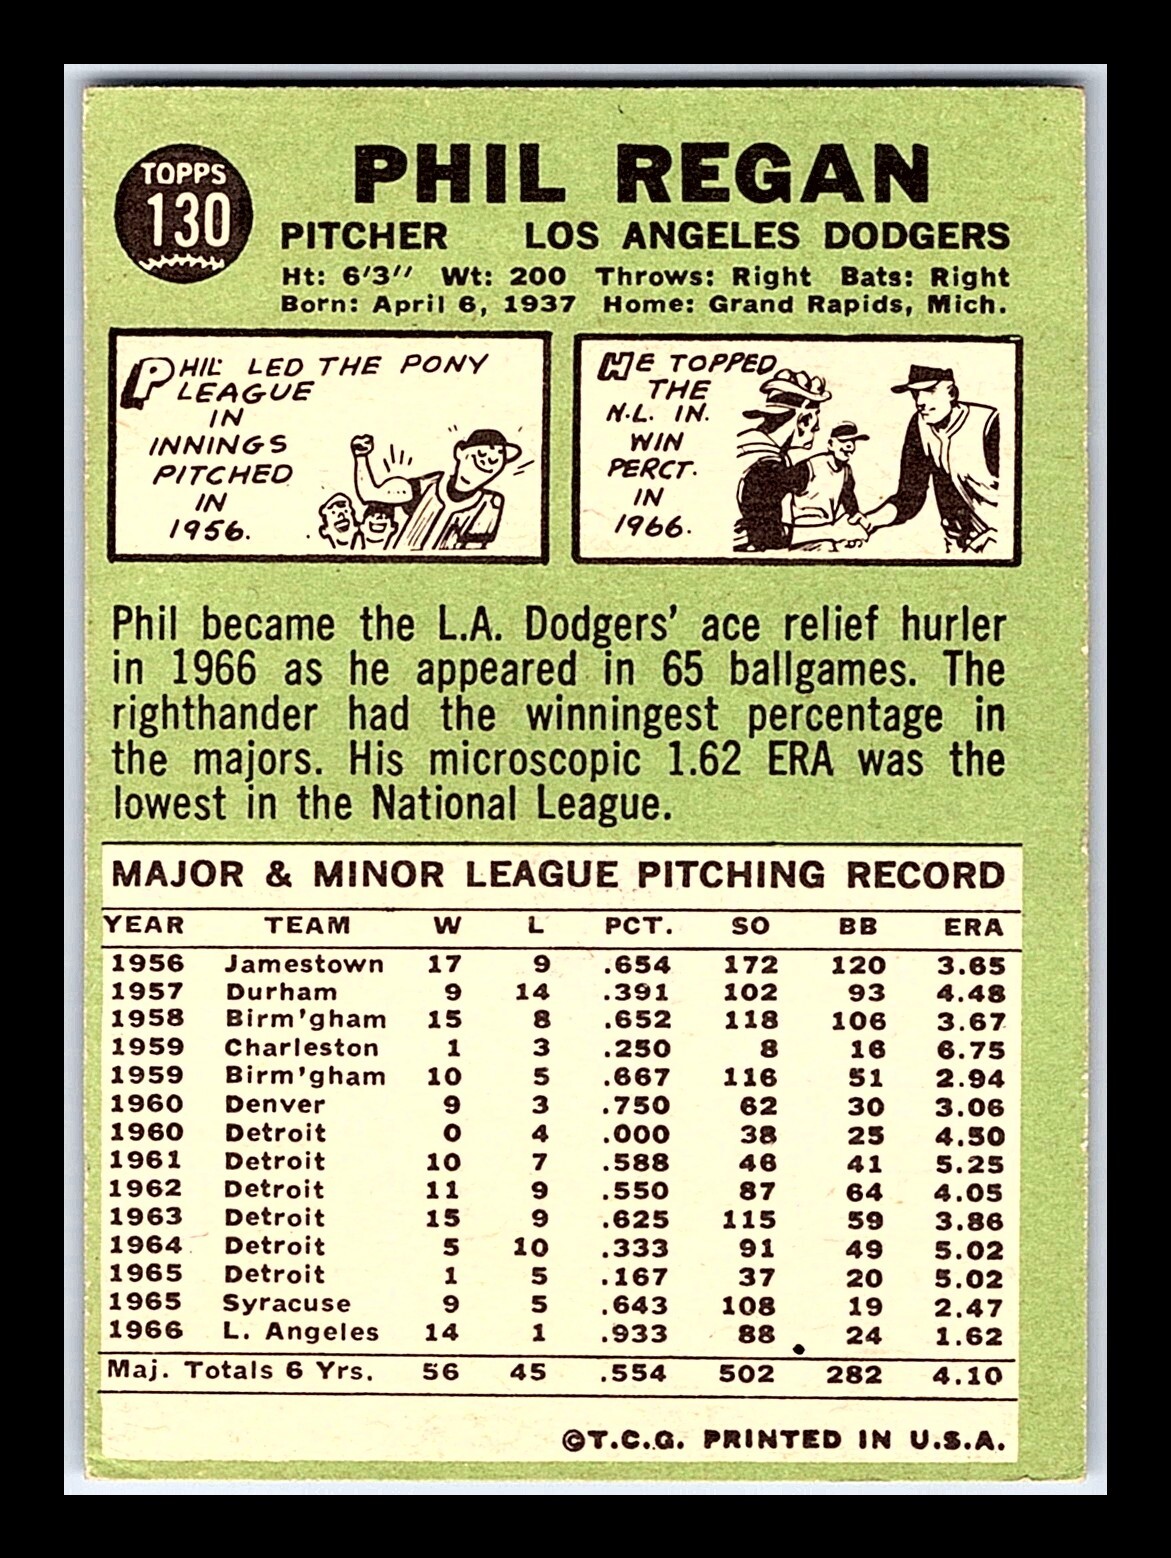 TOPPS
130
PHIL REGAN
PITCHER LOS ANGELES DODGERS
Ht: 6'3" Wt: 200 Throws: Right Bats: Right
Born: April 6, 1937 Home: Grand Rapids, Mich.
PHIL LED THE PONY
LEAGUE
IN
INNINGS
PITCHED
IN
1956.
HE TOPPED
THE
N.L. IN.
WIN
PERCT.
IN
1966.
Phil became the L.A. Dodgers' ace relief hurler
in 1966 as he appeared in 65 ballgames. The
righthander had the winningest percentage in
the majors. His microscopic 1.62 ERA was the
lowest in the National League.
MAJOR & MINOR LEAGUE PITCHING RECORD
YEAR TEAM W L PCT. SO BB ERA
1956 Jamestown 17 9 .654 172 120 3.65
1957 Durham 9 14 .391 102 93 4.48
1958 Birm'gham 15 8 .652 118 106 3.67
1959 Charleston 1 3 .250 8 16 6.75
1959 Birm'gham 10 5 .667 116 51 2.94
1960 Denver 9 3 .750 62 30 3.06
1960 Detroit 0 4 .000 38 25 4.50
1961 Detroit 10 7 .588 46 41 5.25
1962 Detroit 11 9 .550 87 64 4.05
1963 Detroit 15 9 .625 115 59 3.86
1964 Detroit 5 10 .333 91 49 5.02
1965 Detroit 1 5 .167 37 20 5.02
1965 Syracuse 9 5 .643 108 19 2.47
1966 L. Angeles 14 1 .933 88 24 1.62
Maj. Totals 6 Yrs. 56 45 .554 502 282 4.10
©T.C.G. PRINTED IN U.S.A.